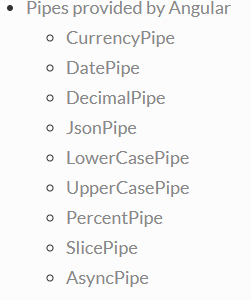 Pipes provided by Angular
CurrencyPipe
DatePipe
DecimalPipe
JsonPipe
LowerCasePipe
UpperCasePipe
PercentPipe
SlicePipe
AsyncPipe